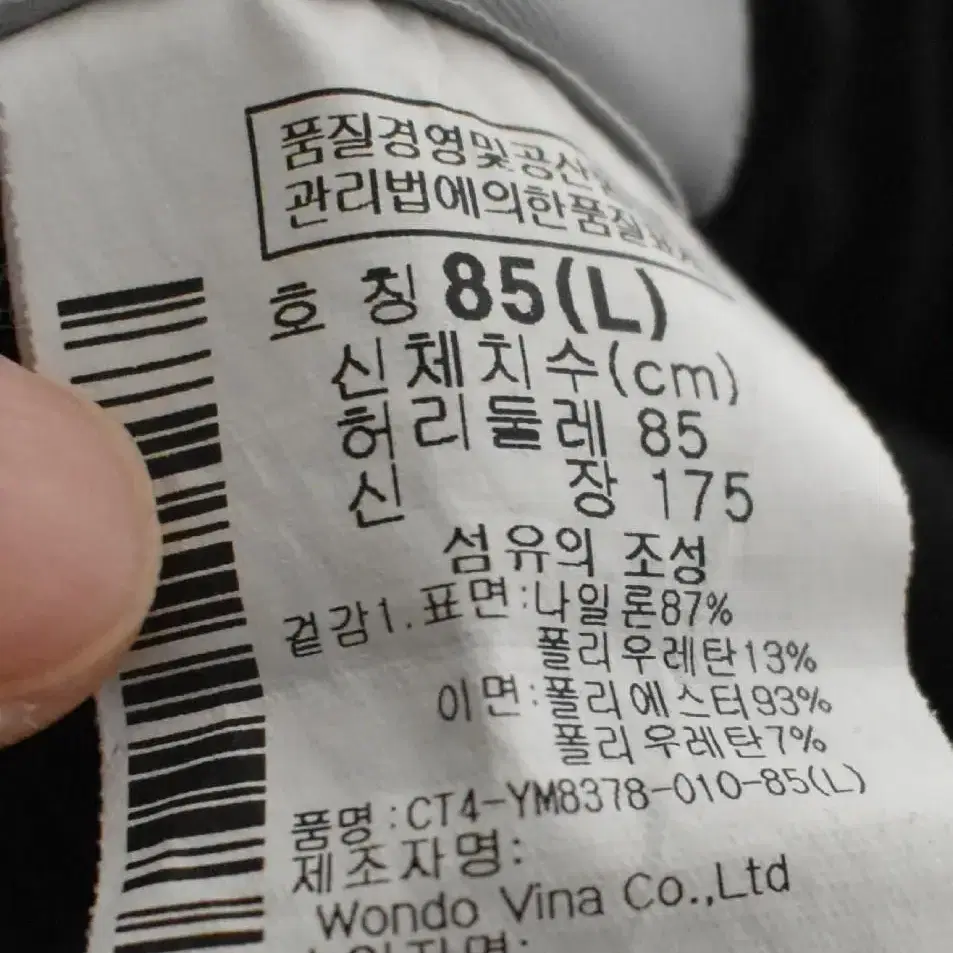 품질경영및공산
관리법에의한품질표시
호 칭 85(L)
신체치수(cm)
허리둘레 85
신 장 175
섬유의 조성
겉감1. 표면:나일론87%
폴리우레탄13%
이면:폴리에스터93%
폴리우레탄7%
품명:CT4-YM8378-010-85(L)
제조자명:
Wondo Vina Co.,Ltd